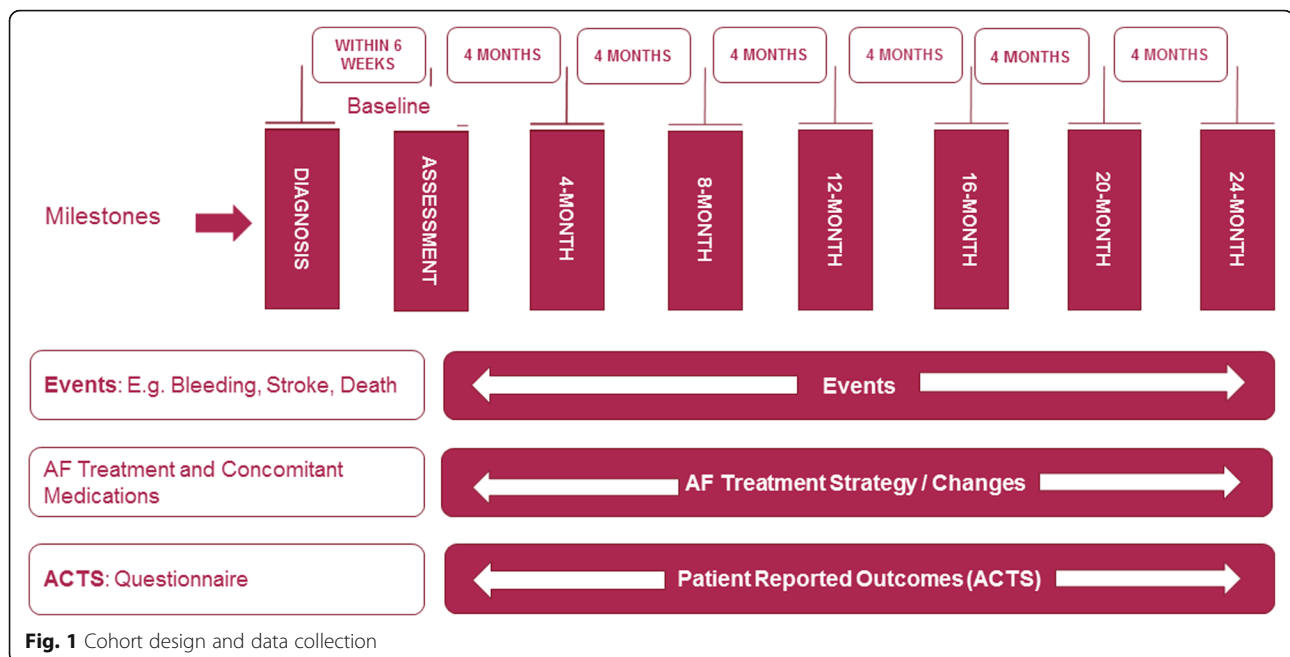 WITHIN 6
WEEKS
4 MONTHS
4 MONTHS
4 MONTHS
4 MONTHS
4 MONTHS
4 MONTHS
Baseline
Milestones
DIAGNOSIS
ASSESSMENT
4-MONTH
8-MONTH
12-MONTH
16-MONTH
20-MONTH
24-MONTH
Events: E.g. Bleeding, Stroke, Death
Events
AF Treatment and Concomitant
Medications
AF Treatment Strategy / Changes
ACTS: Questionnaire
Patient Reported Outcomes (ACTS)
Fig. 1 Cohort design and data collection